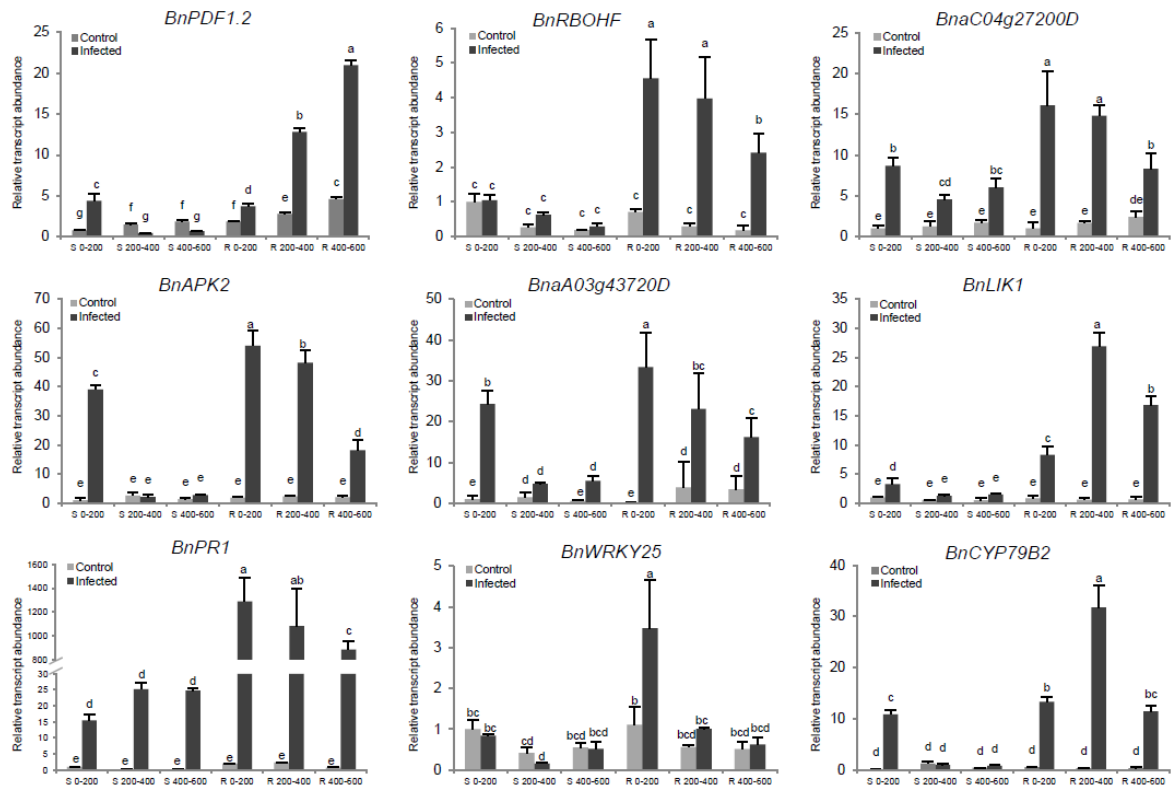 BnPDF1.2
Relative transcript abundance
25
20
15
10
5
0
Control
Infected
g c f g f g f d e b c a
S 0-200 S 200-400 S 400-600 R 0-200 R 200-400 R 400-600
BnRBOHF
Relative transcript abundance
6
5
4
3
2
1
0
Control
Infected
c c c c c c c a c a c b
S 0-200 S 200-400 S 400-600 R 0-200 R 200-400 R 400-600
BnaC04g27200D
Relative transcript abundance
25
20
15
10
5
0
Control
Infected
e b e cd e bc e a e a de b
S 0-200 S 200-400 S 400-600 R 0-200 R 200-400 R 400-600
BnAPK2
Relative transcript abundance
70
60
50
40
30
20
10
0
Control
Infected
e c e e e e e a e b e d
S 0-200 S 200-400 S 400-600 R 0-200 R 200-400 R 400-600
BnaA03g43720D
Relative transcript abundance
50
40
30
20
10
0
Control
Infected
e b d d e d e a d bc d c
S 0-200 S 200-400 S 400-600 R 0-200 R 200-400 R 400-600
BnLIK1
Relative transcript abundance
35
30
25
20
15
10
5
0
Control
Infected
e d e e e e e c e a e b
S 0-200 S 200-400 S 400-600 R 0-200 R 200-400 R 400-600
BnPR1
Relative transcript abundance
1600
1400
1200
1000
800
30
25
20
15
10
5
0
Control
Infected
e d e d e d e a e ab e c
S 0-200 S 200-400 S 400-600 R 0-200 R 200-400 R 400-600
BnWRKY25
Relative transcript abundance
5
4
3
2
1
0
Control
Infected
bc bc cd d bcd bcd b a bcd bc bcd bcd
S 0-200 S 200-400 S 400-600 R 0-200 R 200-400 R 400-600
BnCYP79B2
Relative transcript abundance
40
30
20
10
0
Control
Infected
d c d d d d d b d a d bc
S 0-200 S 200-400 S 400-600 R 0-200 R 200-400 R 400-600